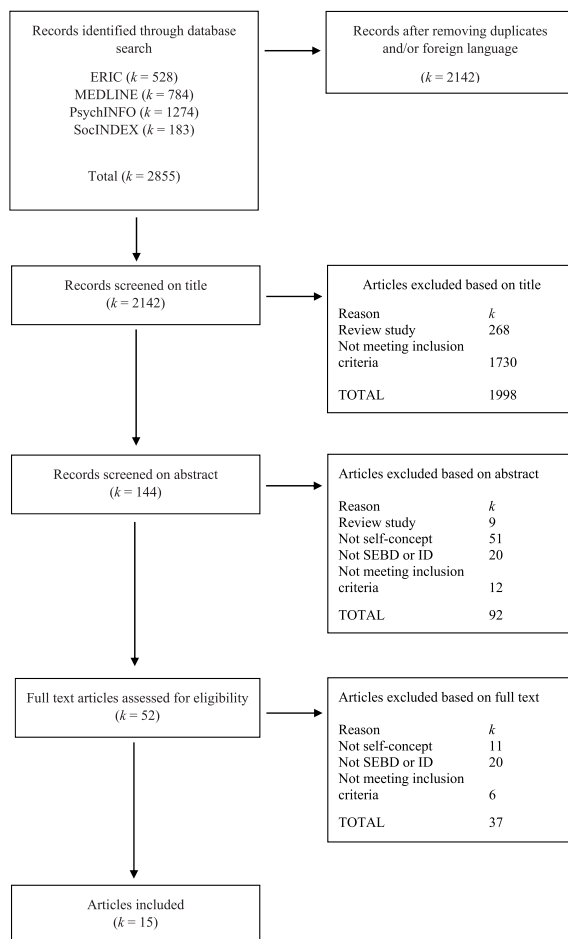 Records identified through database
search
ERIC (k = 528)
MEDLINE (k = 784)
PsychINFO (k = 1274)
SocINDEX (k = 183)
Total (k = 2855)
Records after removing duplicates
and/or foreign language
(k = 2142)
Records screened on title
(k = 2142)
Articles excluded based on title
Reason k
Review study 268
Not meeting inclusion
criteria 1730
TOTAL 1998
Records screened on abstract
(k = 144)
Articles excluded based on abstract
Reason k
Review study 9
Not self-concept 51
Not SEBD or ID 20
Not meeting inclusion
criteria 12
TOTAL 92
Full text articles assessed for eligibility
(k = 52)
Articles excluded based on full text
Reason k
Not self-concept 11
Not SEBD or ID 20
Not meeting inclusion
criteria 6
TOTAL 37
Articles included
(k = 15)